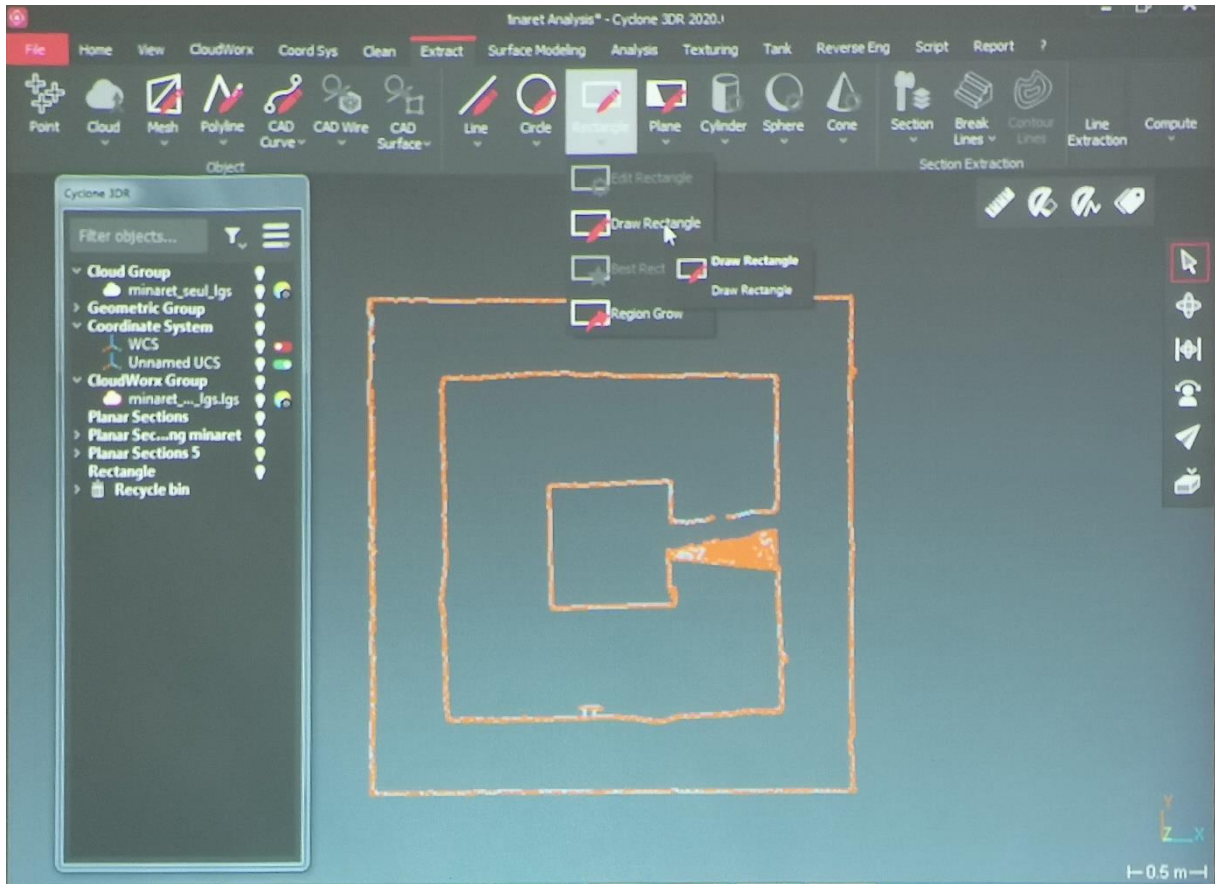 Analysis* - Cyclone 3DR 2020.
File Home View CloudWorx Coord Sys Clean Extract Surface Modeling Analysis Texturing Tank Reverse Eng Script Report ?
Point Cloud Mesh Polyline CAD Curve CAD Wire CAD Surface Line Circle Rectangle Plane Cylinder Sphere Cone Section Break Lines Contour Lines Line Extraction Compute
Object
Section Extraction
Edit Rectangle
Draw Rectangle
Best Rect
Region Grow
Draw Rectangle
Draw Rectangle
Cyclone 3DR
Filter objects...
Cloud Group
minaret_seul_lgs
Geometric Group
Coordinate System
WCS
Unnamed UCS
CloudWorx Group
minaret_..._lgs.lgs
Planar Sections
Planar Sec...ng minaret
Planar Sections 5
Rectangle
Recycle bin
Y
Z X
0.5 m